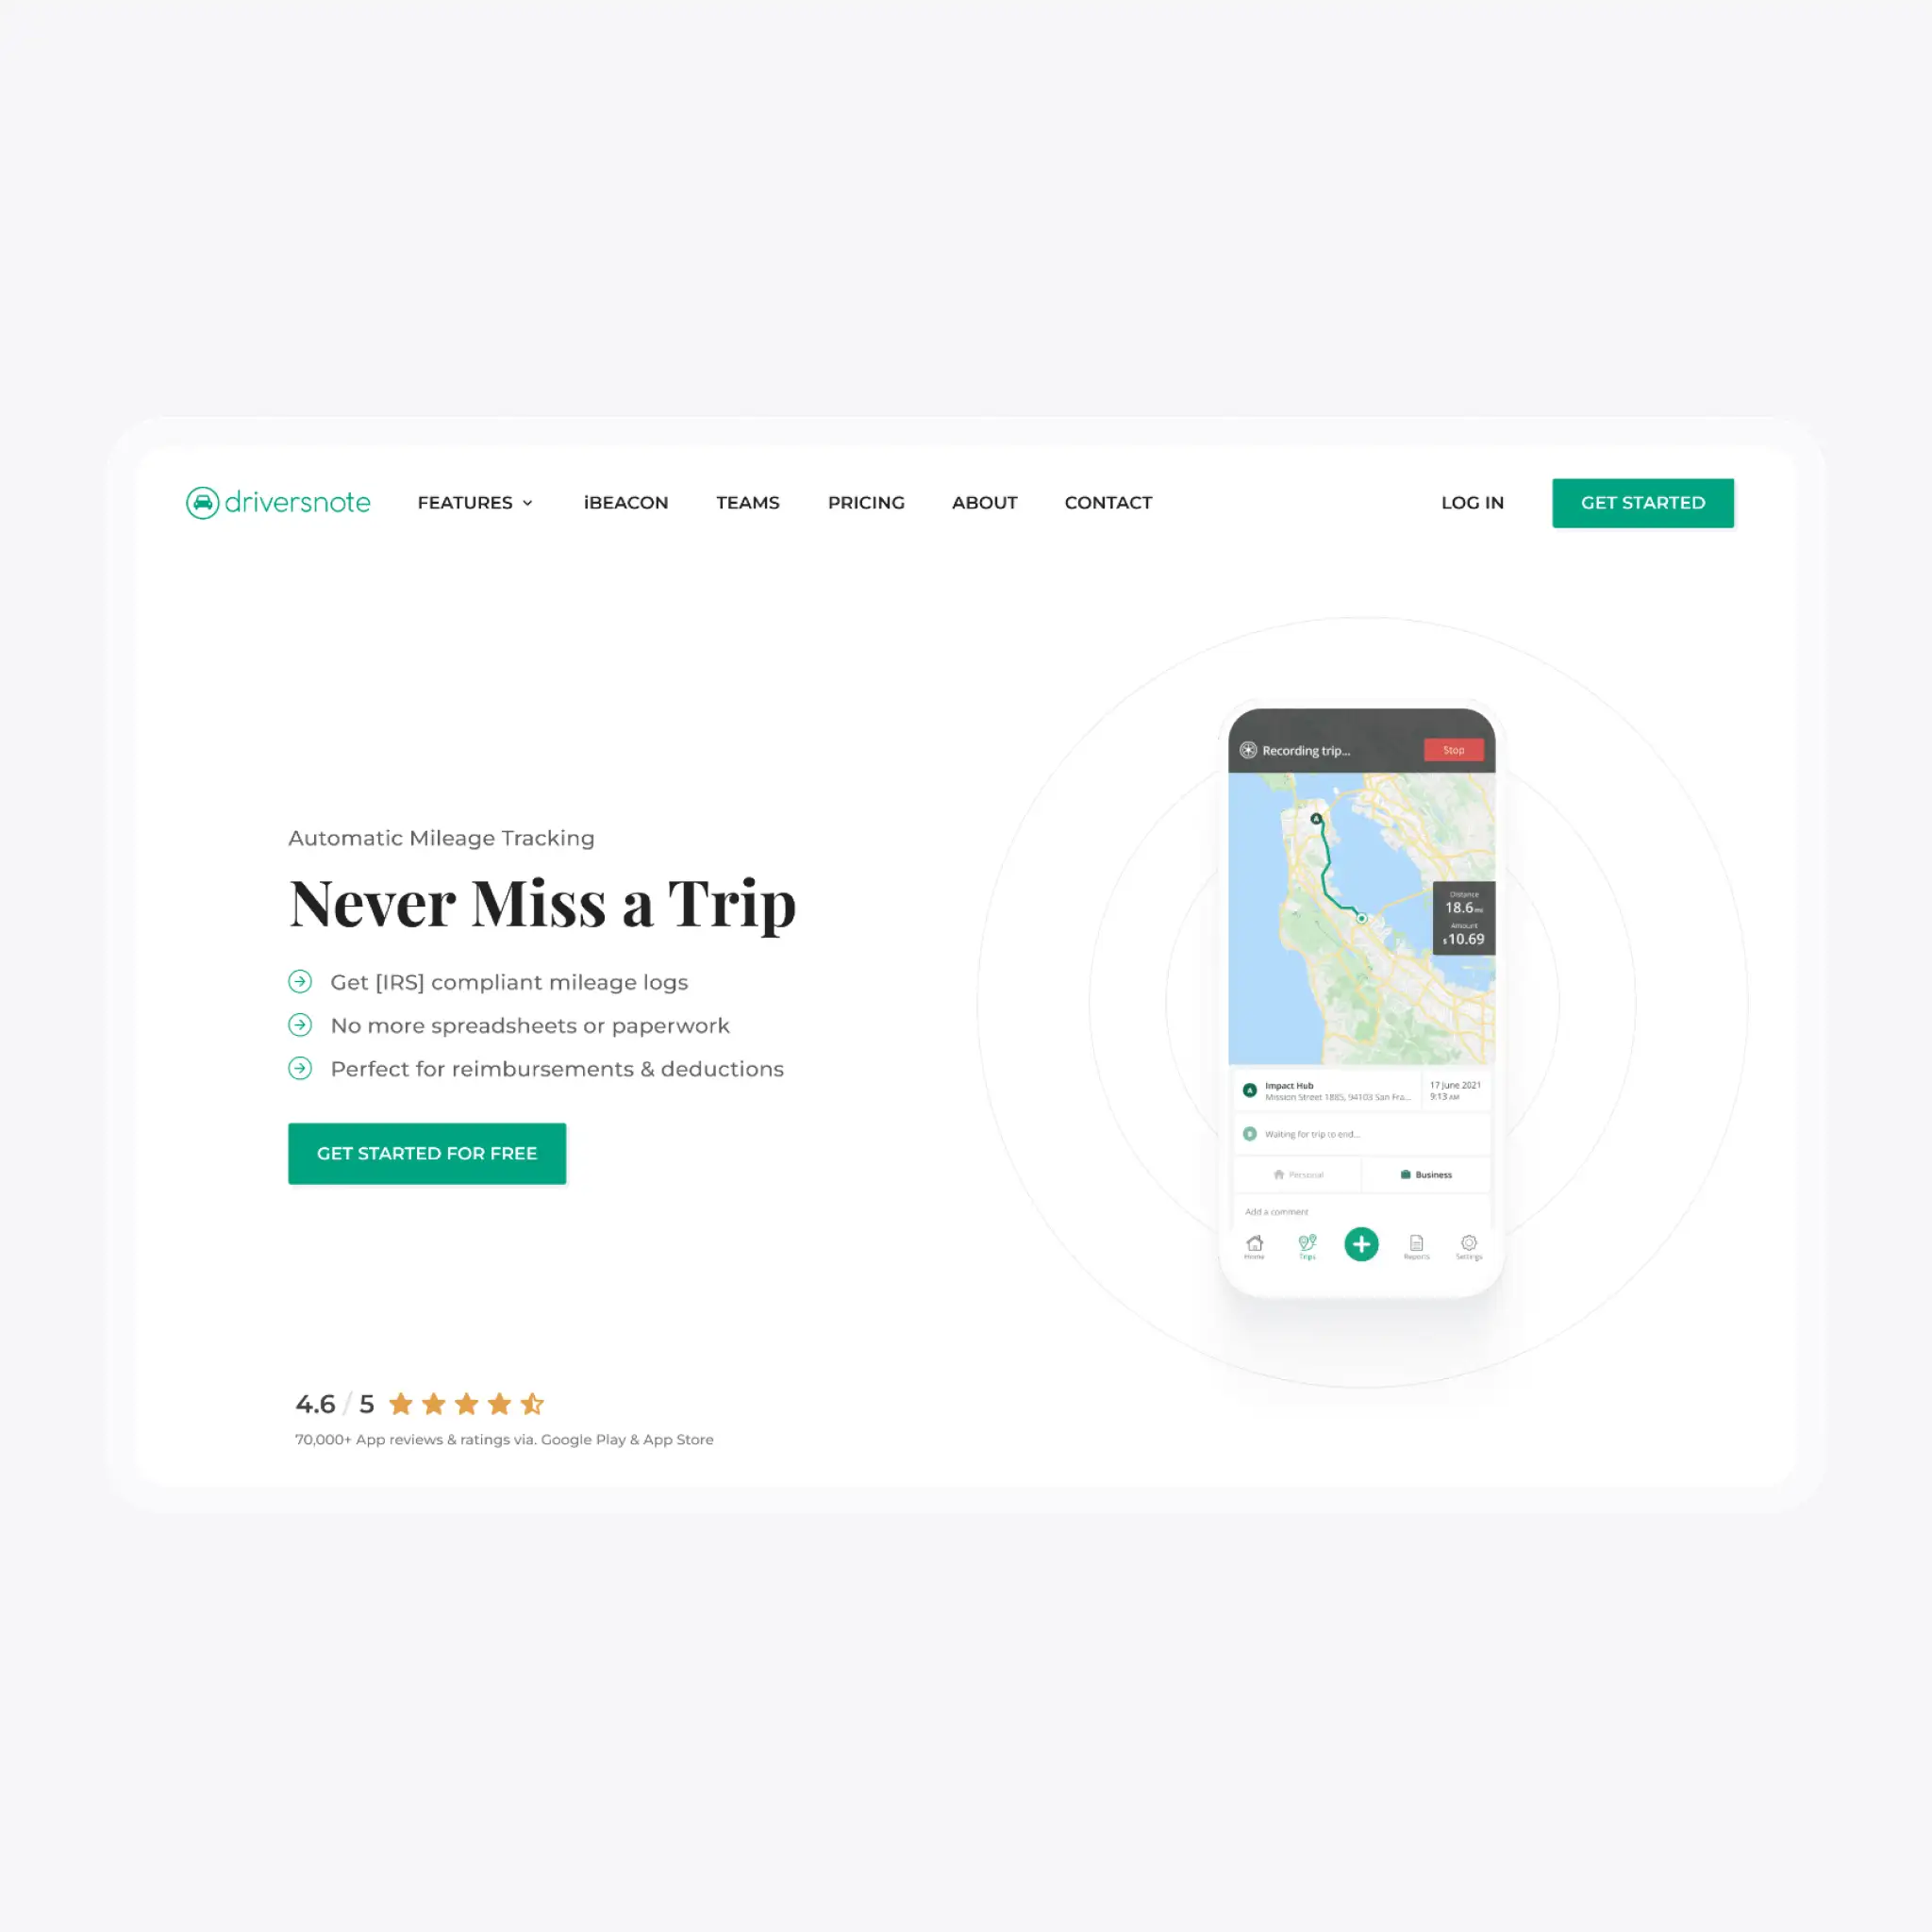 driversnote FEATURES iBEACON TEAMS PRICING ABOUT CONTACT LOG IN GET STARTED
Automatic Mileage Tracking
Never Miss a Trip
Get [IRS] compliant mileage logs
No more spreadsheets or paperwork
Perfect for reimbursements & deductions
GET STARTED FOR FREE
4.6 / 5
70,000+ App reviews & ratings via. Google Play & App Store
Recording trip... Stop
A
Distance
18.6 mi
Amount
$10.69
A Impact Hub 17 June 2021
Mission Street 1885, 94103 San Fra... 9:13 AM
B Waiting for trip to end...
Personal Business
Add a comment
Home Trips Reports Settings